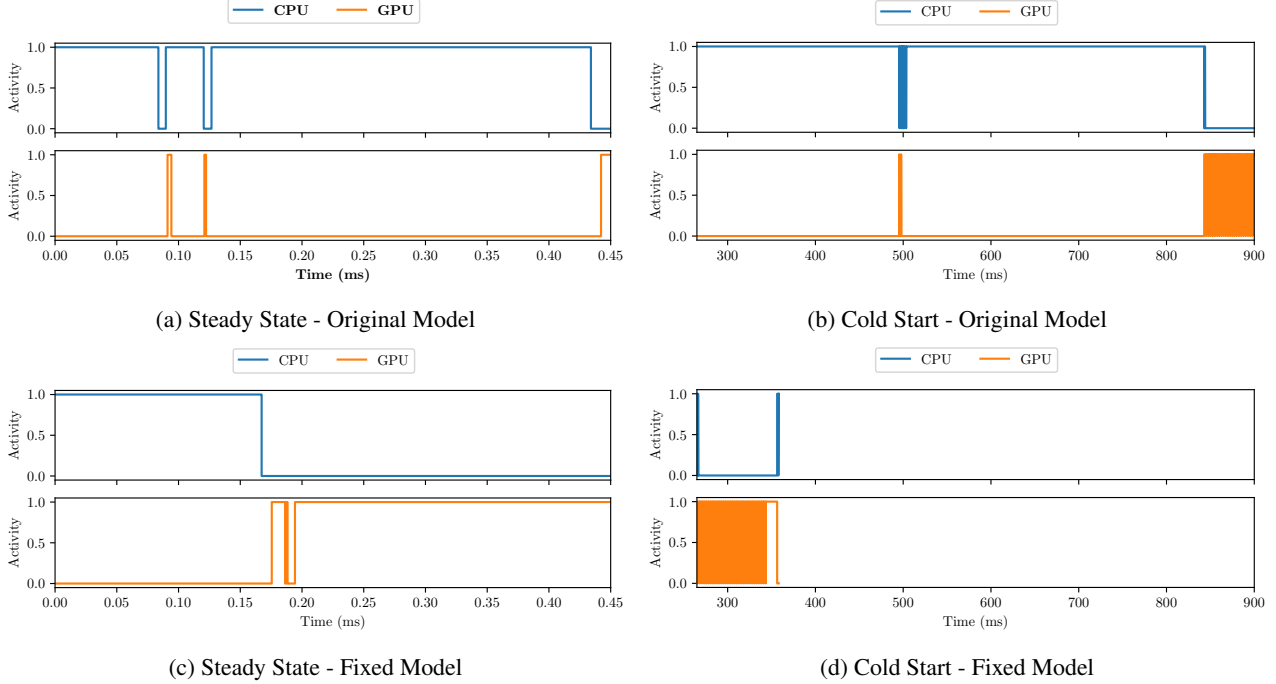 CPU GPU
1.0
0.5
0.0
Activity
1.0
0.5
0.0
Activity
0.00 0.05 0.10 0.15 0.20 0.25 0.30 0.35 0.40 0.45
Time (ms)
(a) Steady State - Original Model
CPU GPU
1.0
0.5
0.0
Activity
1.0
0.5
0.0
Activity
300 400 500 600 700 800 900
Time (ms)
(b) Cold Start - Original Model
CPU GPU
1.0
0.5
0.0
Activity
1.0
0.5
0.0
Activity
0.00 0.05 0.10 0.15 0.20 0.25 0.30 0.35 0.40 0.45
Time (ms)
(c) Steady State - Fixed Model
CPU GPU
1.0
0.5
0.0
Activity
1.0
0.5
0.0
Activity
300 400 500 600 700 800 900
Time (ms)
(d) Cold Start - Fixed Model